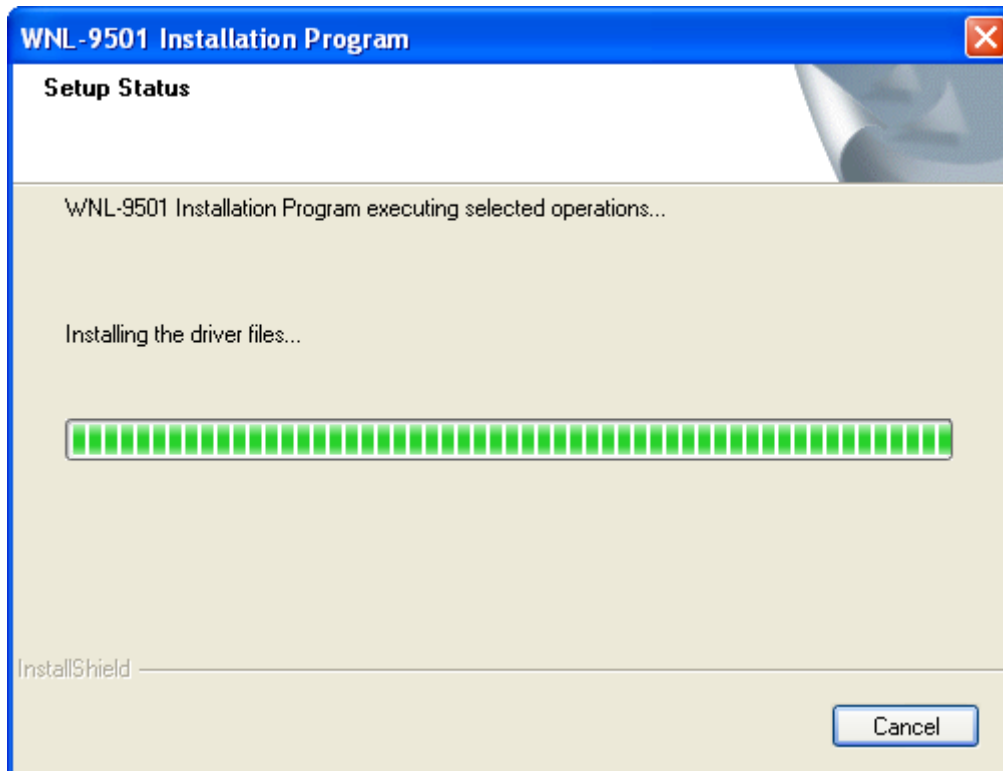 WNL-9501 Installation Program
Setup Status
WNL-9501 Installation Program executing selected operations...
Installing the driver files...
InstallShield
Cancel